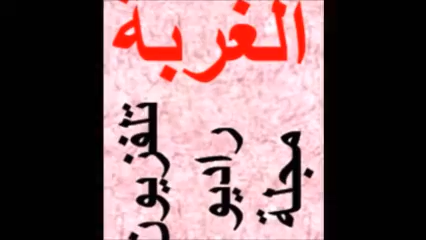 الغربة
مجلة
راديو
تلفزيون